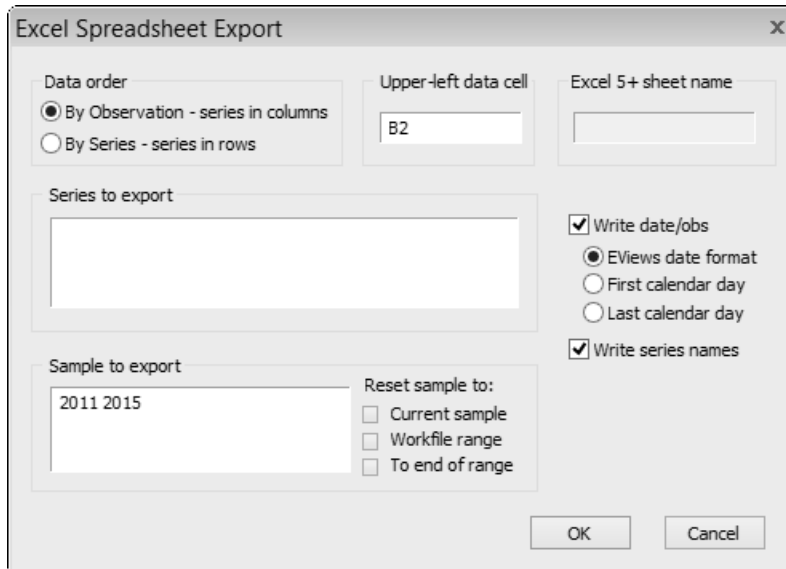 Excel Spreadsheet Export
x
Data order
Upper-left data cell
Excel 5+ sheet name
By Observation - series in columns
By Series - series in rows
B2
Series to export
Write date/obs
EViews date format
First calendar day
Last calendar day
Write series names
Sample to export
2011 2015
Reset sample to:
Current sample
Workfile range
To end of range
OK
Cancel